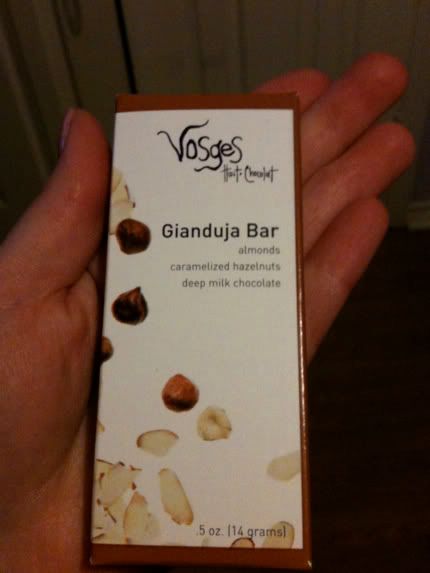 Vosges
Haut-Chocolat
Gianduja Bar
almonds
caramelized hazelnuts
deep milk chocolate
.5 oz. (14 grams)